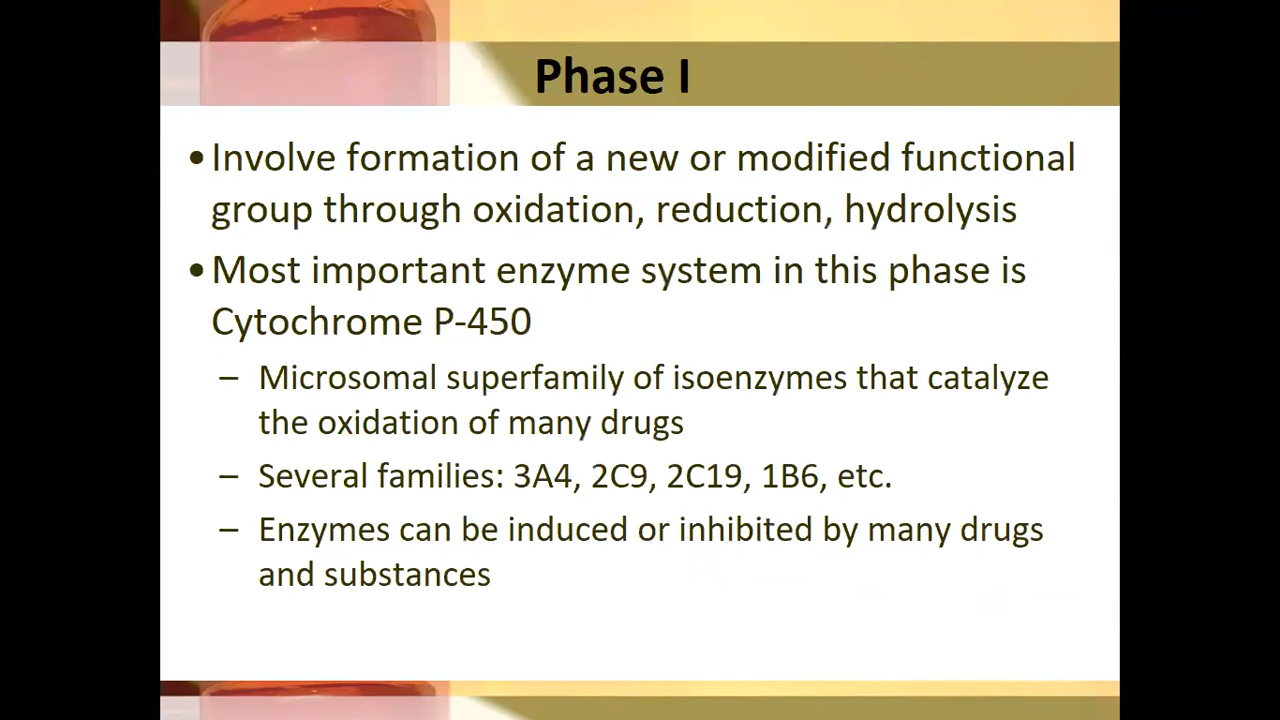 Phase I
•Involve formation of a new or modified functional
group through oxidation, reduction, hydrolysis
•Most important enzyme system in this phase is
Cytochrome P-450
– Microsomal superfamily of isoenzymes that catalyze
the oxidation of many drugs
– Several families: 3A4, 2C9, 2C19, 1B6, etc.
– Enzymes can be induced or inhibited by many drugs
and substances